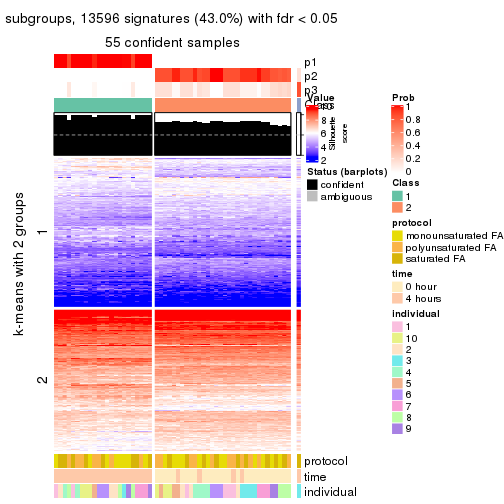 subgroups, 13596 signatures (43.0%) with fdr < 0.05
55 confident samples
p1
p2
p3
Class
k-means with 2 groups
1
2
Silhouette
score
Value
10
8
6
4
2
Status (barplots)
confident
ambiguous
Prob
1
0.8
0.6
0.4
0.2
0
Class
1
2
protocol
monounsaturated FA
polyunsaturated FA
saturated FA
time
0 hour
4 hours
individual
1
10
2
3
4
5
6
7
8
9
protocol
time
individual